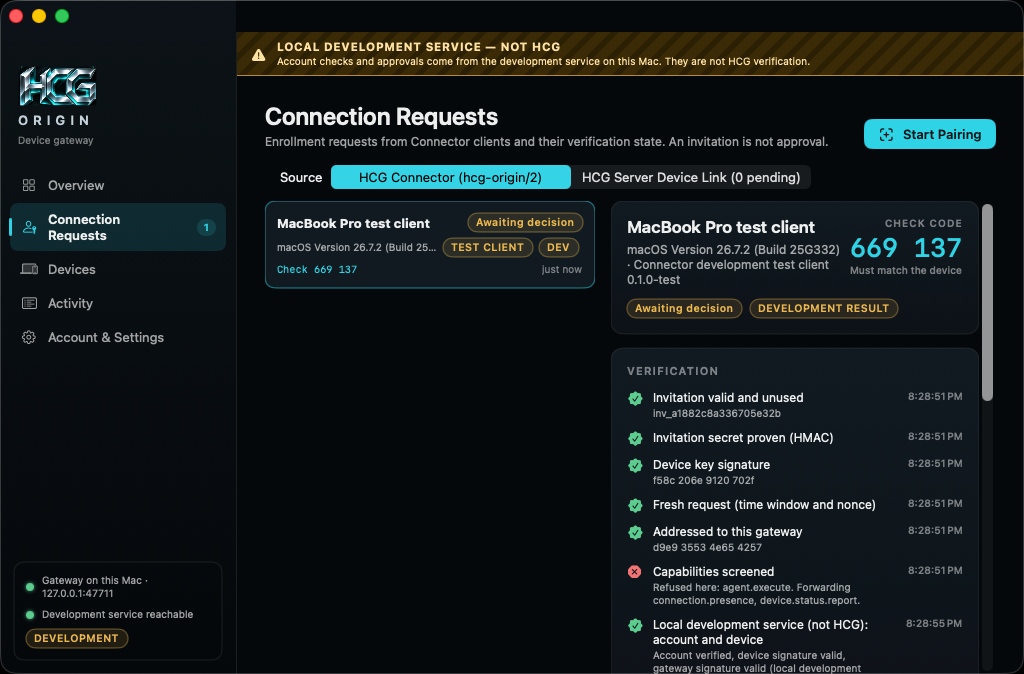 HCG
ORIGIN
Device gateway
Overview
Connection
Requests
1
Devices
Activity
Account & Settings
Gateway on this Mac ·
127.0.0.1:47711
Development service reachable
DEVELOPMENT
LOCAL DEVELOPMENT SERVICE — NOT HCG
Account checks and approvals come from the development service on this Mac. They are not HCG verification.
Connection Requests
Enrollment requests from Connector clients and their verification state. An invitation is not approval.
Start Pairing
Source
HCG Connector (hcg-origin/2)
HCG Server Device Link (0 pending)
MacBook Pro test client
Awaiting decision
macOS Version 26.7.2 (Build 25...
TEST CLIENT
DEV
Check 669 137
just now
MacBook Pro test client
macOS Version 26.7.2 (Build 25G332)
· Connector development test client
0.1.0-test
CHECK CODE
669 137
Must match the device
Awaiting decision
DEVELOPMENT RESULT
VERIFICATION
Invitation valid and unused
8:28:51 PM
inv_a1882c8a336705e32b
Invitation secret proven (HMAC)
8:28:51 PM
Device key signature
8:28:51 PM
f58c 206e 9120 702f
Fresh request (time window and nonce)
8:28:51 PM
Addressed to this gateway
8:28:51 PM
d9e9 3553 4e65 4257
Capabilities screened
8:28:51 PM
Refused here: agent.execute. Forwarding
connection.presence, device.status.report.
Local development service (not HCG):
8:28:55 PM
account and device
Account verified, device signature valid,
gateway signature valid (local development